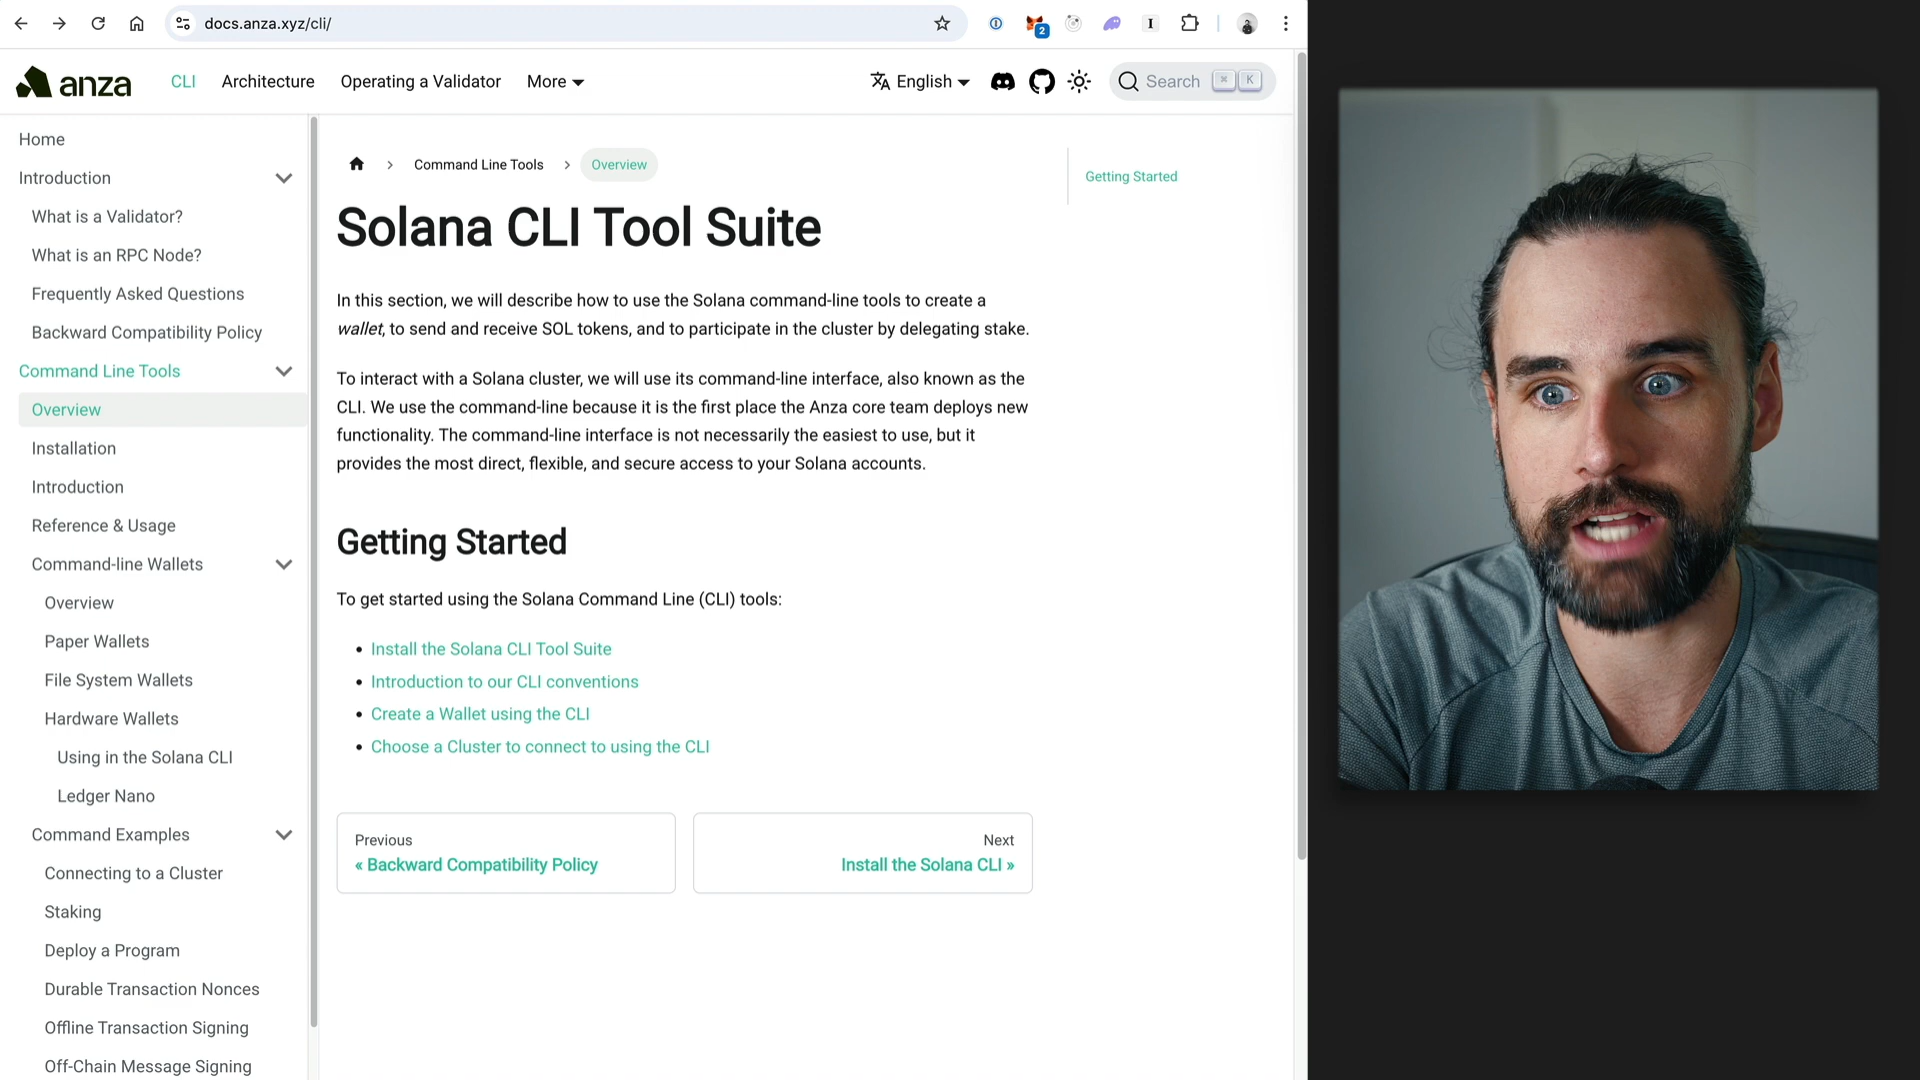 docs.anza.xyz/cli/
2
I
anza
CLI
Architecture
Operating a Validator
More
English
Search
⌘ K
Home
Introduction
What is a Validator?
What is an RPC Node?
Frequently Asked Questions
Backward Compatibility Policy
Command Line Tools
Overview
Installation
Introduction
Reference & Usage
Command-line Wallets
Overview
Paper Wallets
File System Wallets
Hardware Wallets
Using in the Solana CLI
Ledger Nano
Command Examples
Connecting to a Cluster
Staking
Deploy a Program
Durable Transaction Nonces
Offline Transaction Signing
Off-Chain Message Signing
Command Line Tools
Overview
Solana CLI Tool Suite
In this section, we will describe how to use the Solana command-line tools to create a
wallet, to send and receive SOL tokens, and to participate in the cluster by delegating stake.
To interact with a Solana cluster, we will use its command-line interface, also known as the
CLI. We use the command-line because it is the first place the Anza core team deploys new
functionality. The command-line interface is not necessarily the easiest to use, but it
provides the most direct, flexible, and secure access to your Solana accounts.
Getting Started
To get started using the Solana Command Line (CLI) tools:
• Install the Solana CLI Tool Suite
• Introduction to our CLI conventions
• Create a Wallet using the CLI
• Choose a Cluster to connect to using the CLI
Previous
« Backward Compatibility Policy
Next
Install the Solana CLI »
Getting Started